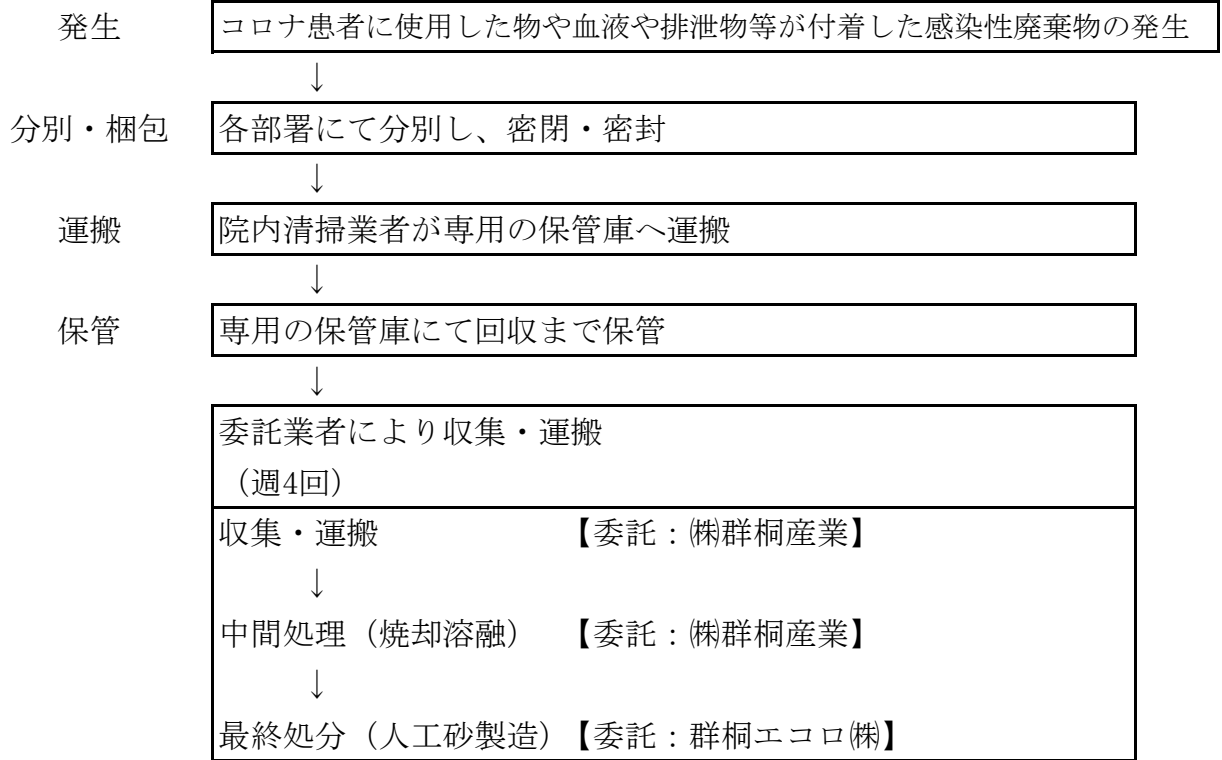 発生 コロナ患者に使用した物や血液や排泄物等が付着した感染性廃棄物の発生
↓
分別・梱包 各部署にて分別し、密閉・密封
↓
運搬 院内清掃業者が専用の保管庫へ運搬
↓
保管 専用の保管庫にて回収まで保管
↓
委託業者により収集・運搬
（週4回）
収集・運搬 【委託：㈱群桐産業】
↓
中間処理（焼却溶融） 【委託：㈱群桐産業】
↓
最終処分（人工砂製造）【委託：群桐エコロ㈱】